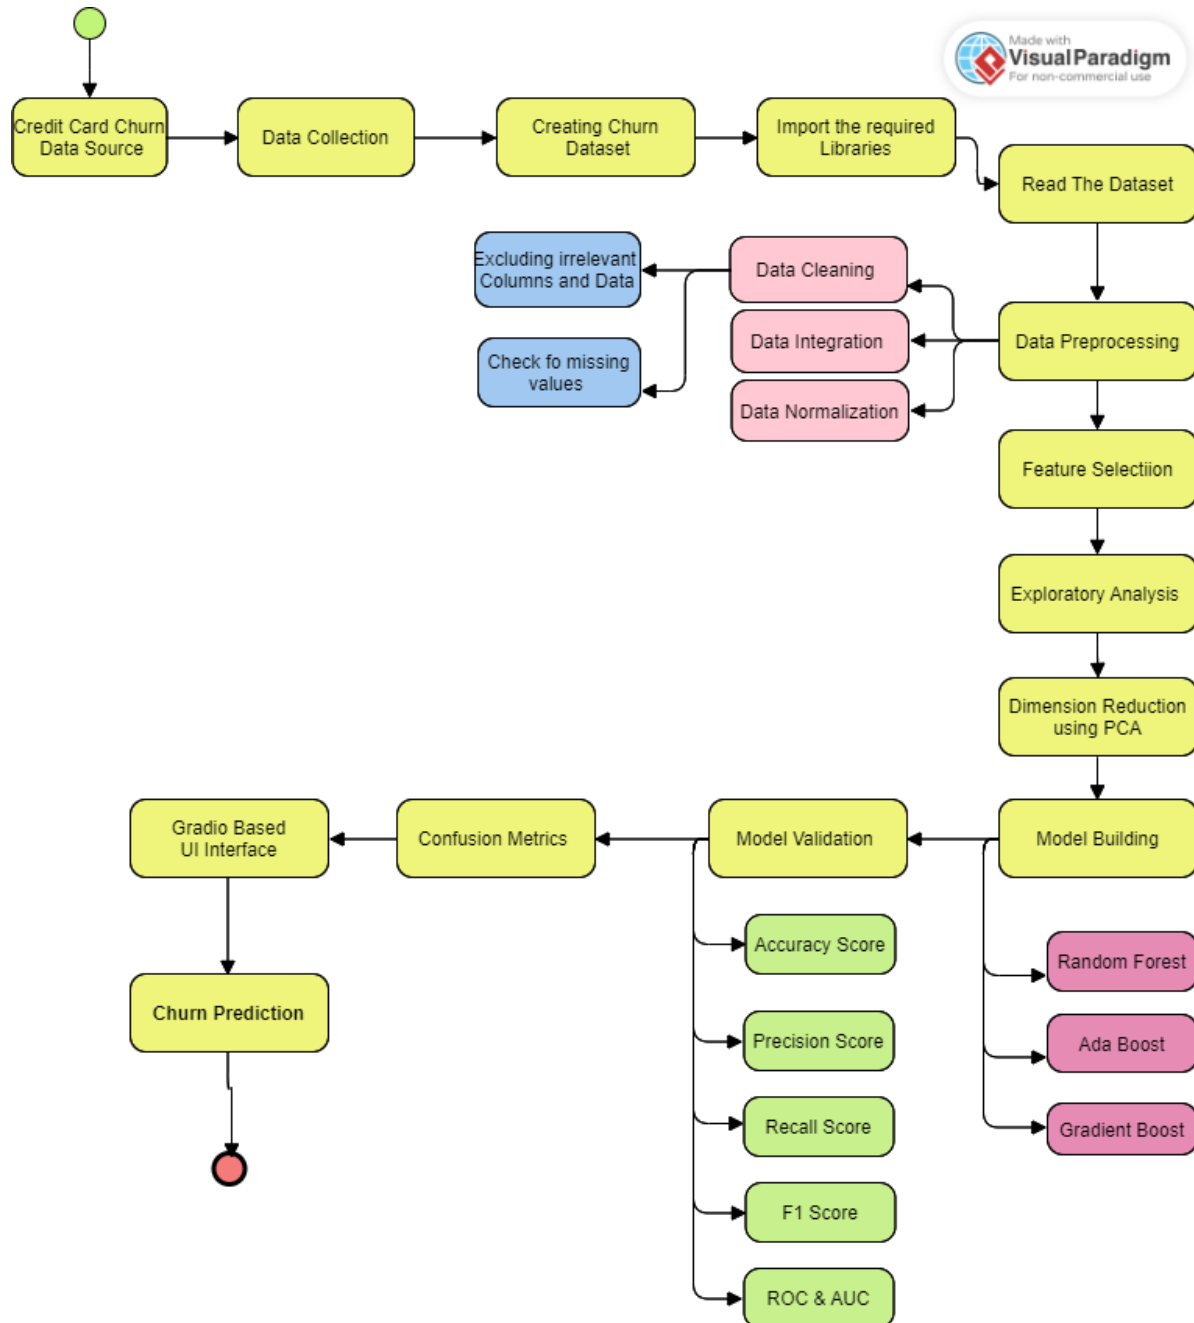 Made with
Visual Paradigm
For non-commercial use
Credit Card Churn
Data Source
Data Collection
Creating Churn
Dataset
Import the required
Libraries
Read The Dataset
Excluding irrelevant
Columns and Data
Data Cleaning
Data Integration
Data Preprocessing
Check fo missing
values
Data Normalization
Feature Selectiion
Exploratory Analysis
Dimension Reduction
using PCA
Gradio Based
UI Interface
Confusion Metrics
Model Validation
Model Building
Accuracy Score
Random Forest
Churn Prediction
Precision Score
Ada Boost
Recall Score
Gradient Boost
F1 Score
ROC & AUC